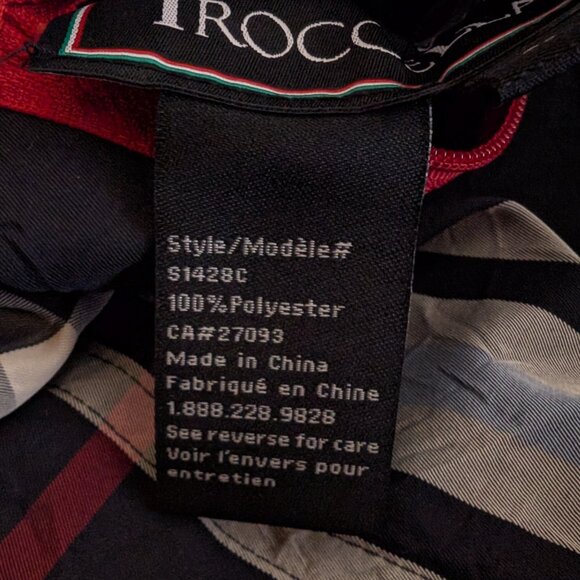 TROC
Style/Modèle#
S1428C
100%Polyester
CA#27093
Made in China
Fabriqué en Chine
1.888.228.9828
See reverse for care
Voir l'envers pour
entretien